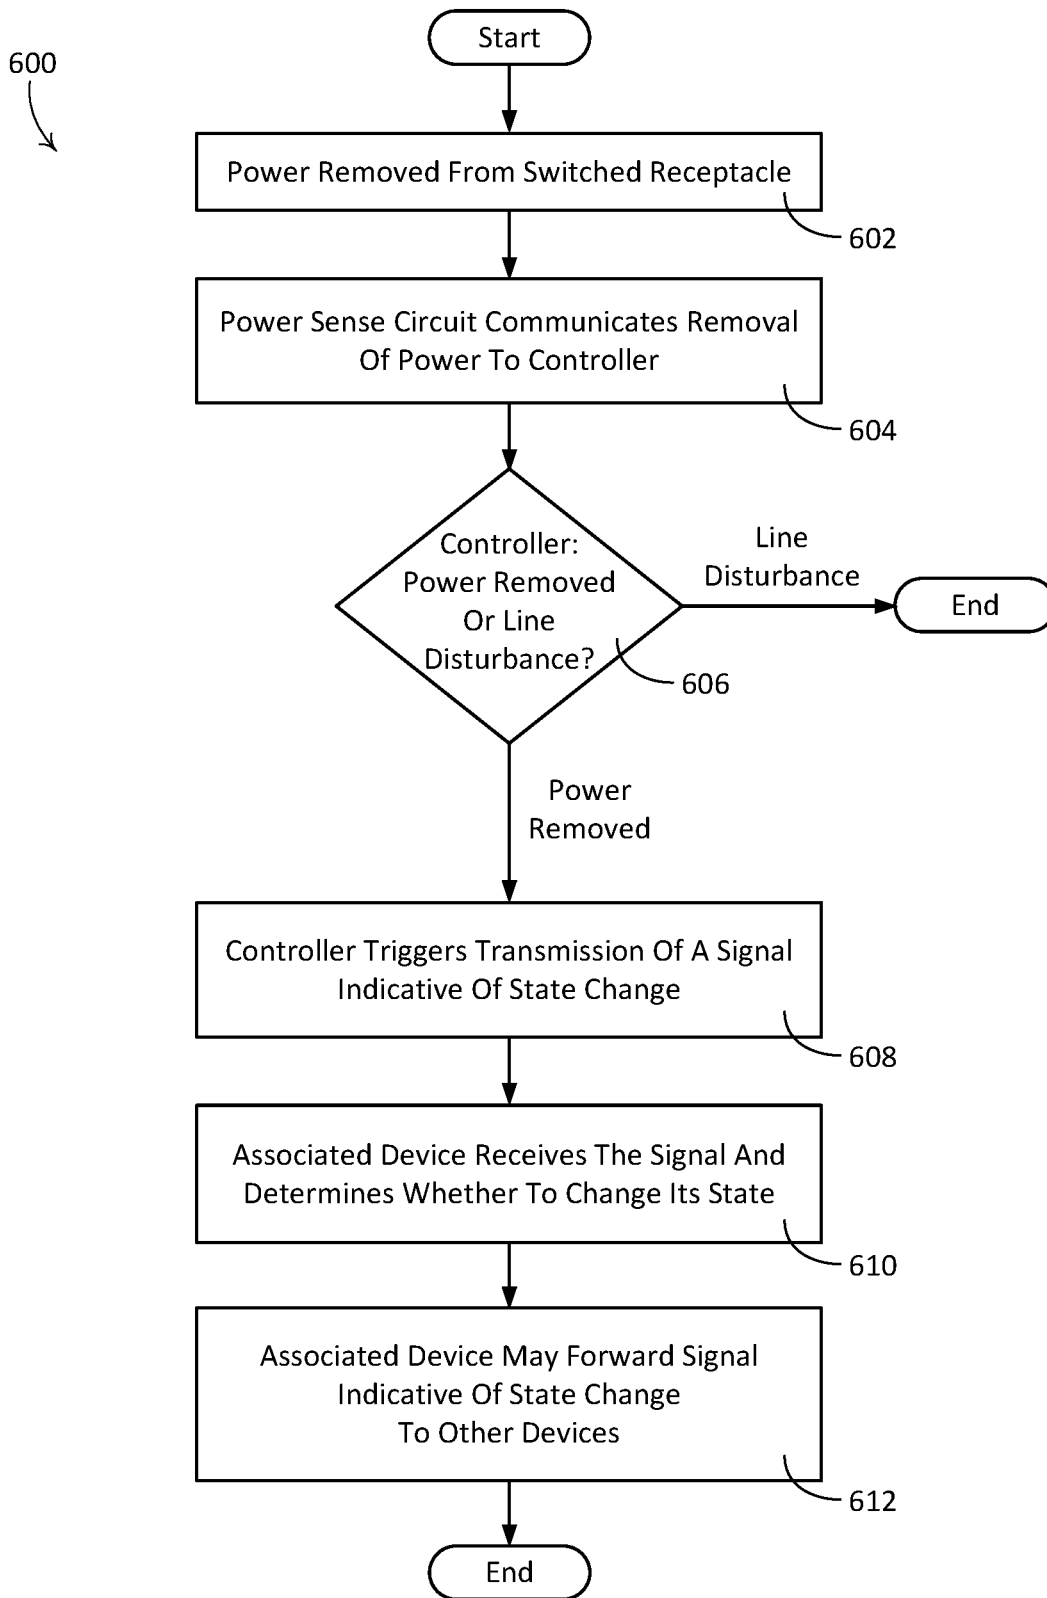 Start
600
Power Removed From Switched Receptacle
602
Power Sense Circuit Communicates Removal
Of Power To Controller
604
Controller:
Power Removed
Or Line
Disturbance?
606
Line
Disturbance
End
Power
Removed
Controller Triggers Transmission Of A Signal
Indicative Of State Change
608
Associated Device Receives The Signal And
Determines Whether To Change Its State
610
Associated Device May Forward Signal
Indicative Of State Change
To Other Devices
612
End